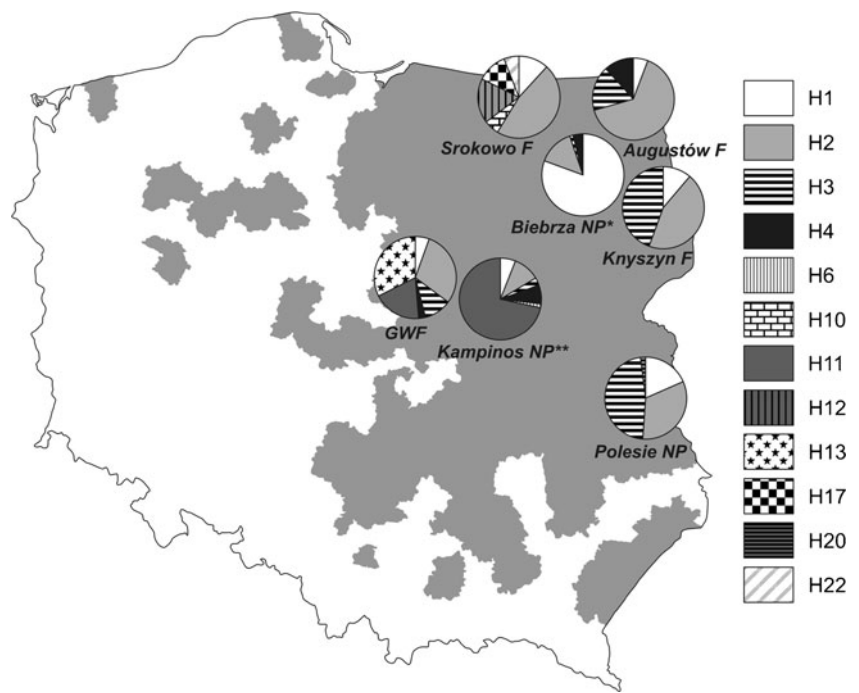 Srokowo F
Augustów F
Biebrza NP*
Knyszyn F
GWF
Kampinos NP**
Polesie NP
H1
H2
H3
H4
H6
H10
H11
H12
H13
H17
H20
H22